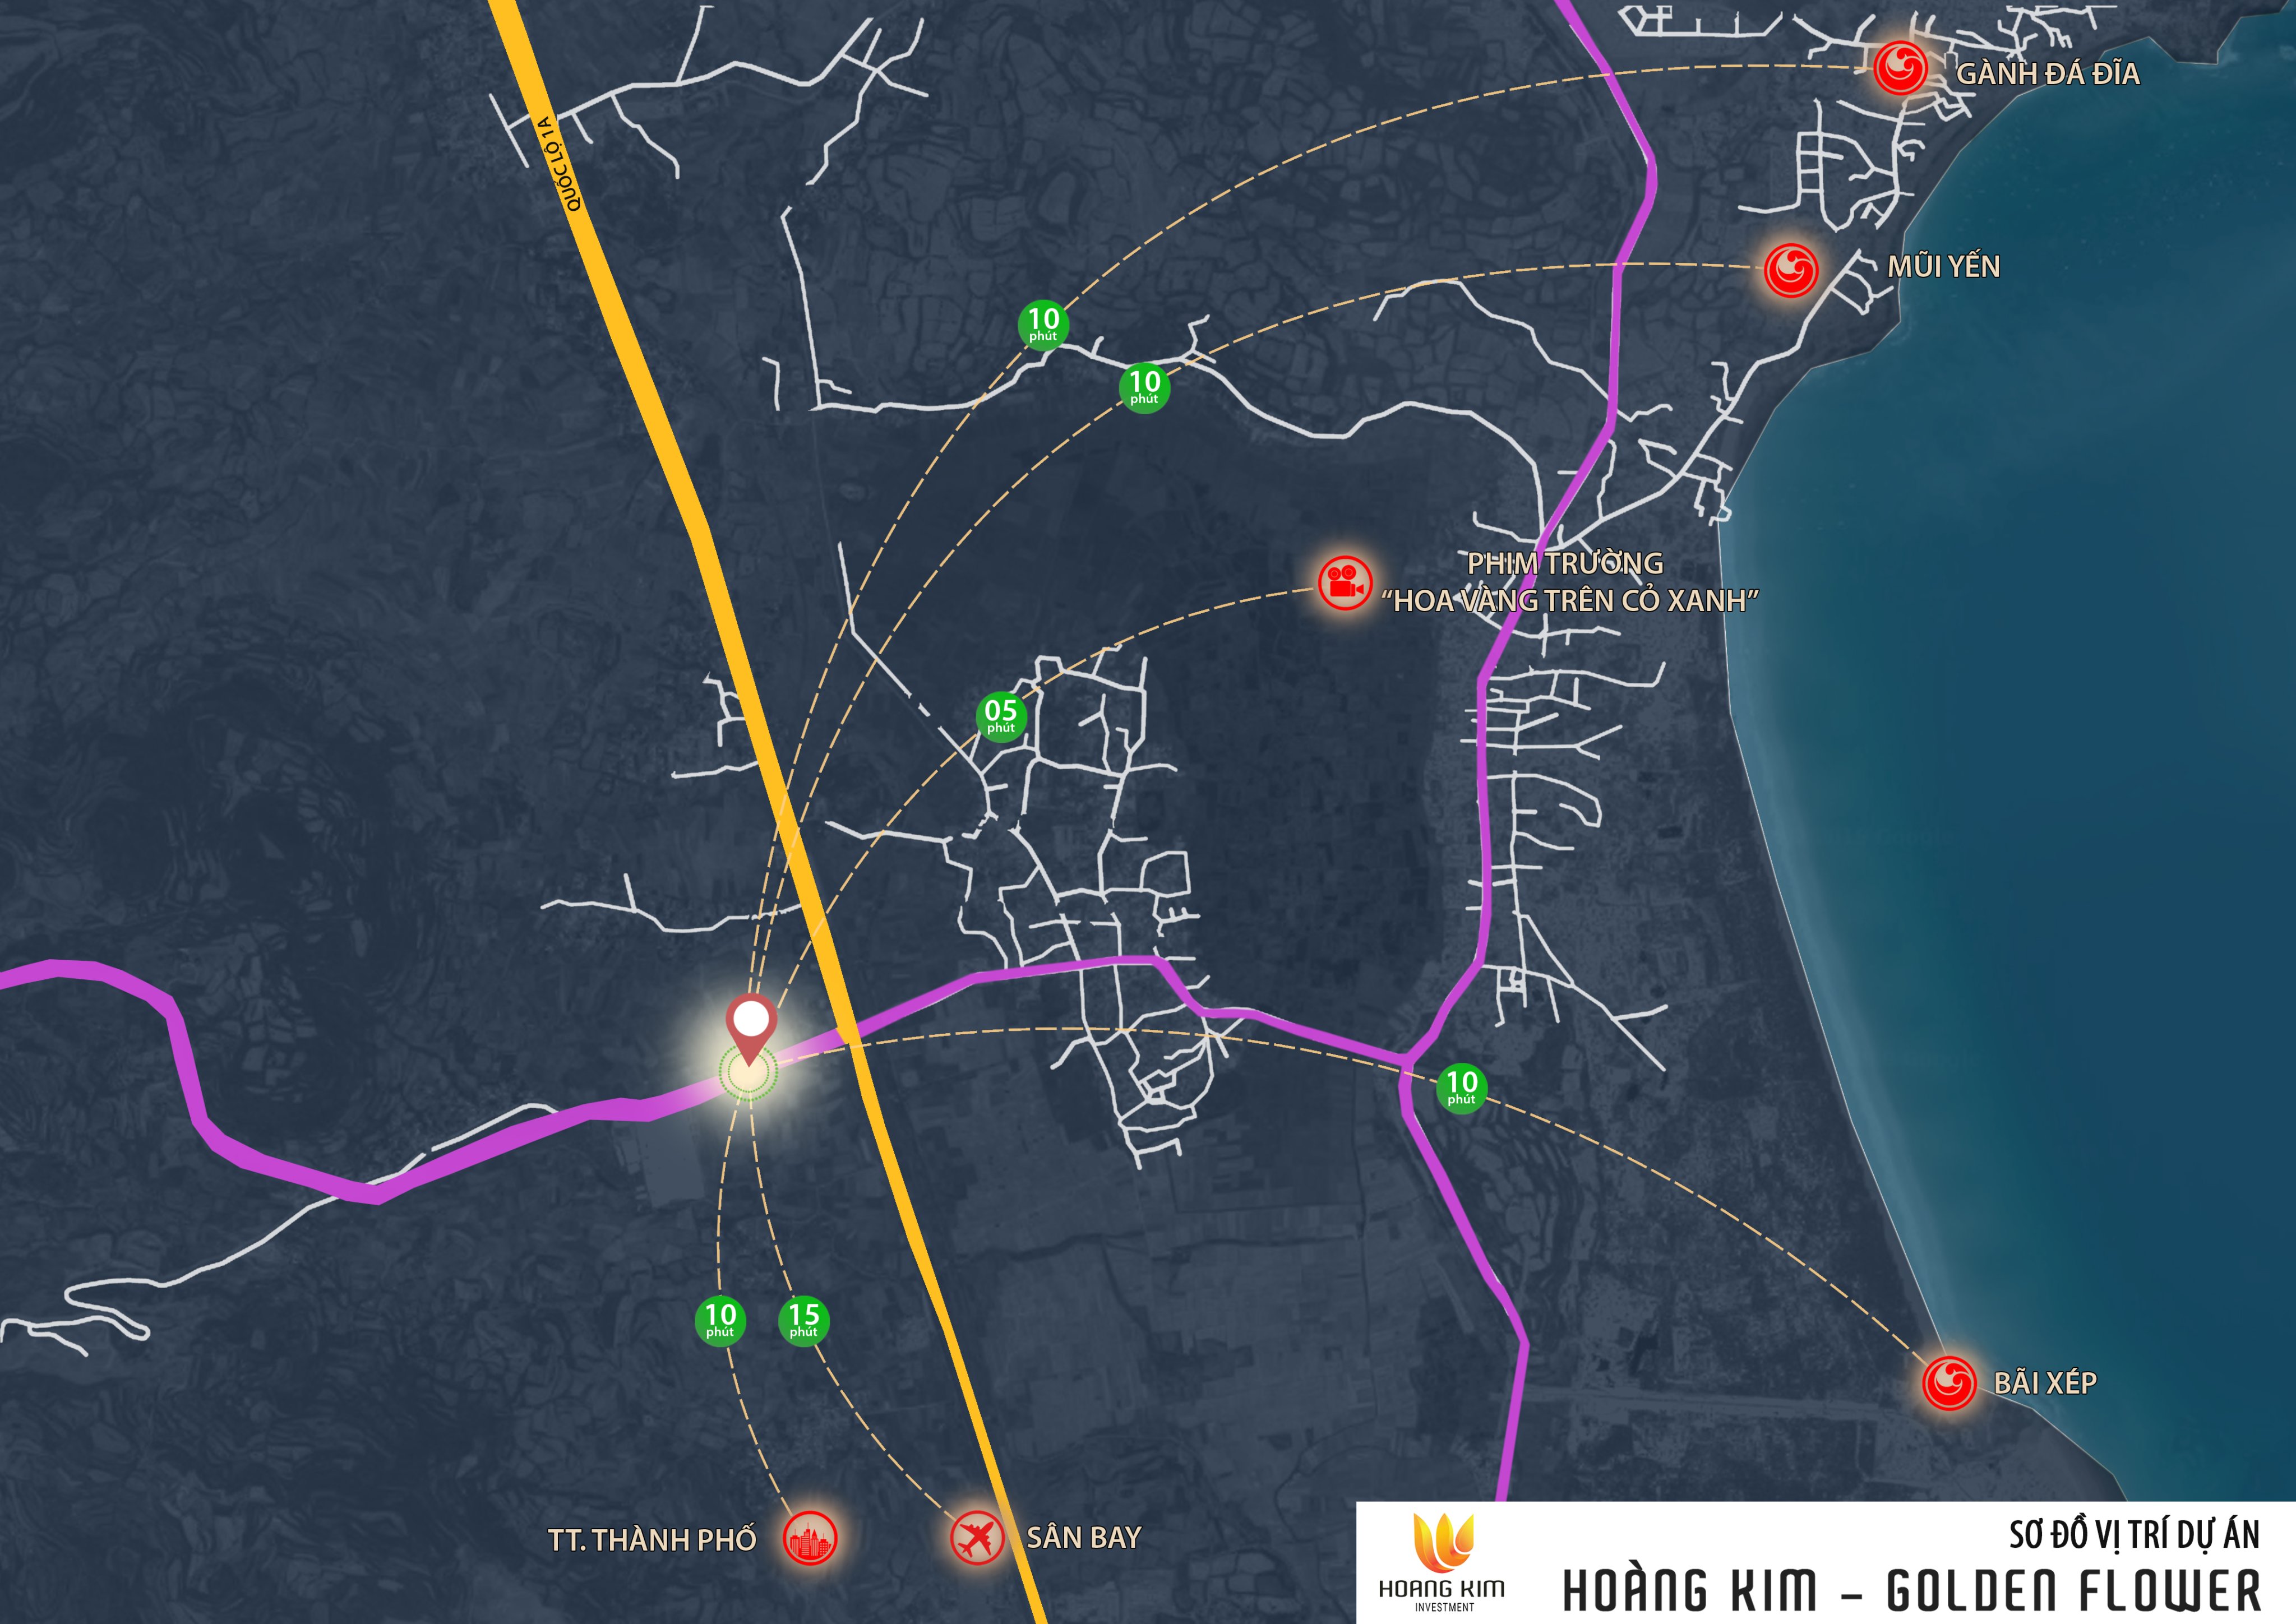 QUỐC LỘ 1A
GÀNH ĐÁ ĐĨA
MŨI YẾN
10
phút
10
phút
PHIM TRƯỜNG
“HOA VÀNG TRÊN CỎ XANH”
05
phút
10
phút
10
phút
15
phút
BÃI XÉP
TT. THÀNH PHỐ
SÂN BAY
HOANG KIM
INVESTMENT
SƠ ĐỒ VỊ TRÍ DỰ ÁN
HOÀNG KIM – GOLDEN FLOWER